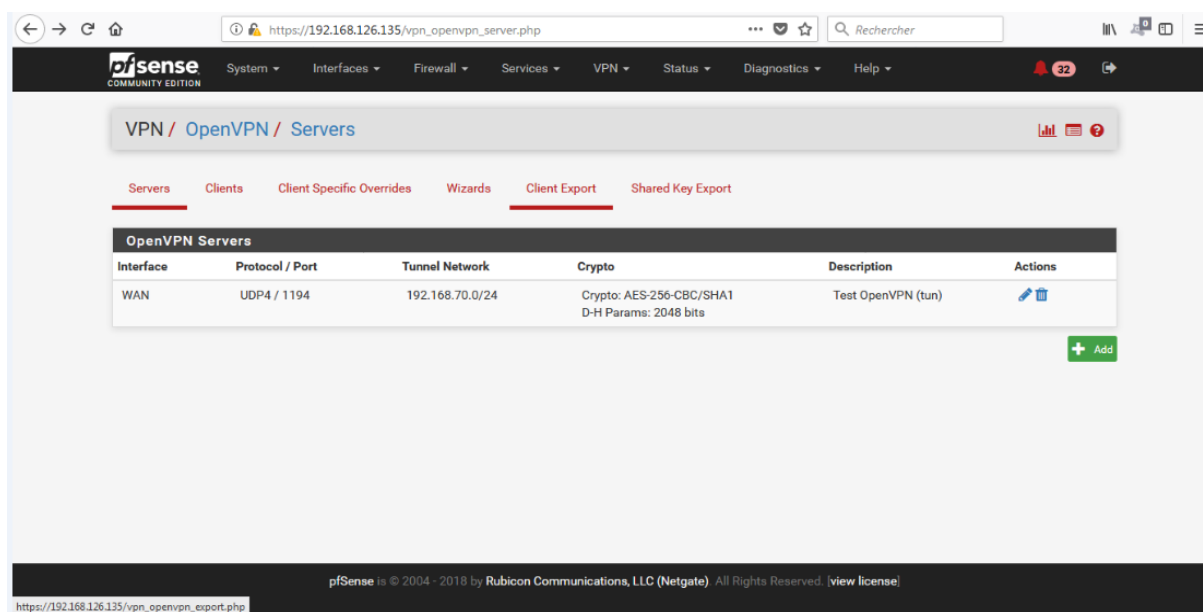 https://192.168.126.135/vpn_openvpn_server.php
Rechercher
0
pfsense
COMMUNITY EDITION
System Interfaces Firewall Services VPN Status Diagnostics Help 32
VPN / OpenVPN / Servers
Servers Clients Client Specific Overrides Wizards Client Export Shared Key Export
OpenVPN Servers
Interface Protocol / Port Tunnel Network Crypto Description Actions
WAN UDP4 / 1194 192.168.70.0/24 Crypto: AES-256-CBC/SHA1 Test OpenVPN (tun)
D-H Params: 2048 bits
Add
pfSense is © 2004 - 2018 by Rubicon Communications, LLC (Netgate). All Rights Reserved. [view license]
https://192.168.126.135/vpn_openvpn_export.php